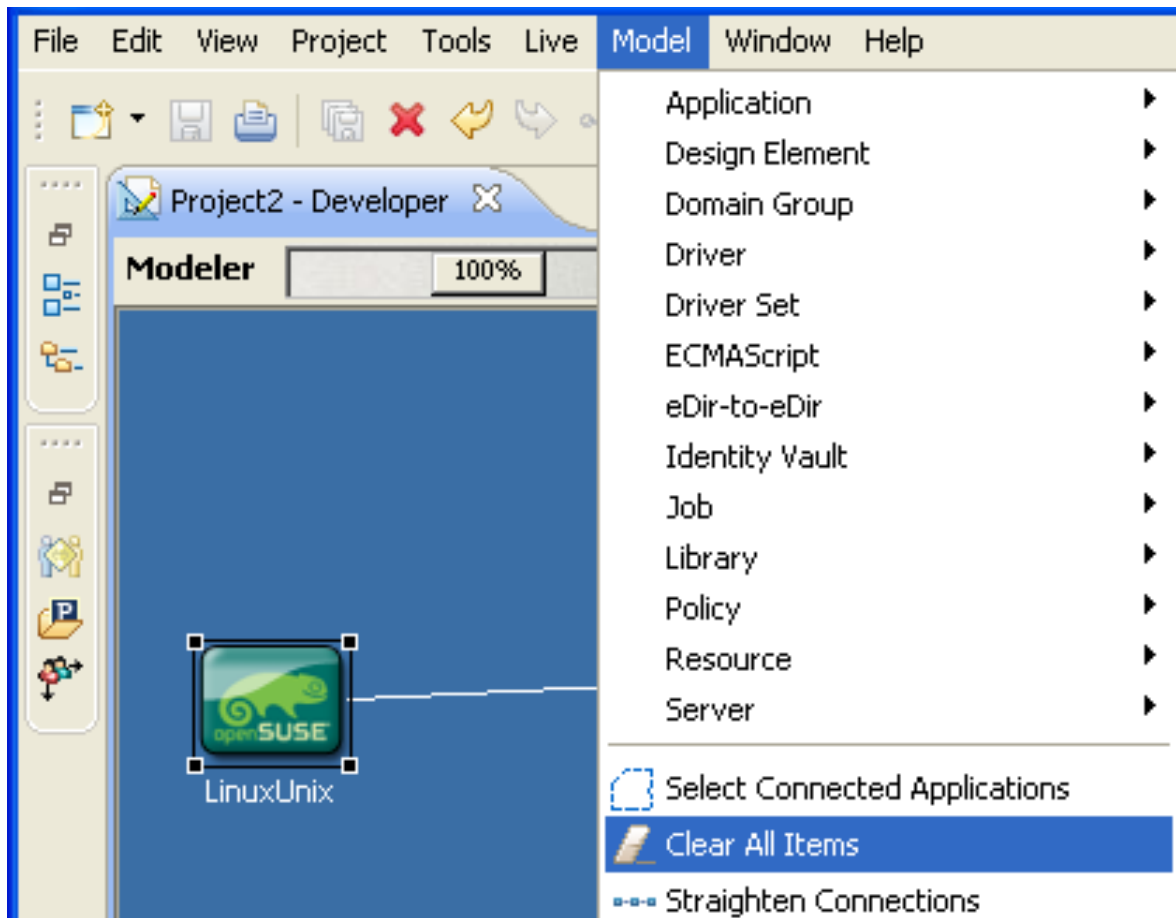 File Edit View Project Tools Live Model Window Help
Project2 - Developer
Modeler 100%
openSUSE
LinuxUnix
Application
Design Element
Domain Group
Driver
Driver Set
ECMAScript
eDir-to-eDir
Identity Vault
Job
Library
Policy
Resource
Server
Select Connected Applications
Clear All Items
Straighten Connections
P